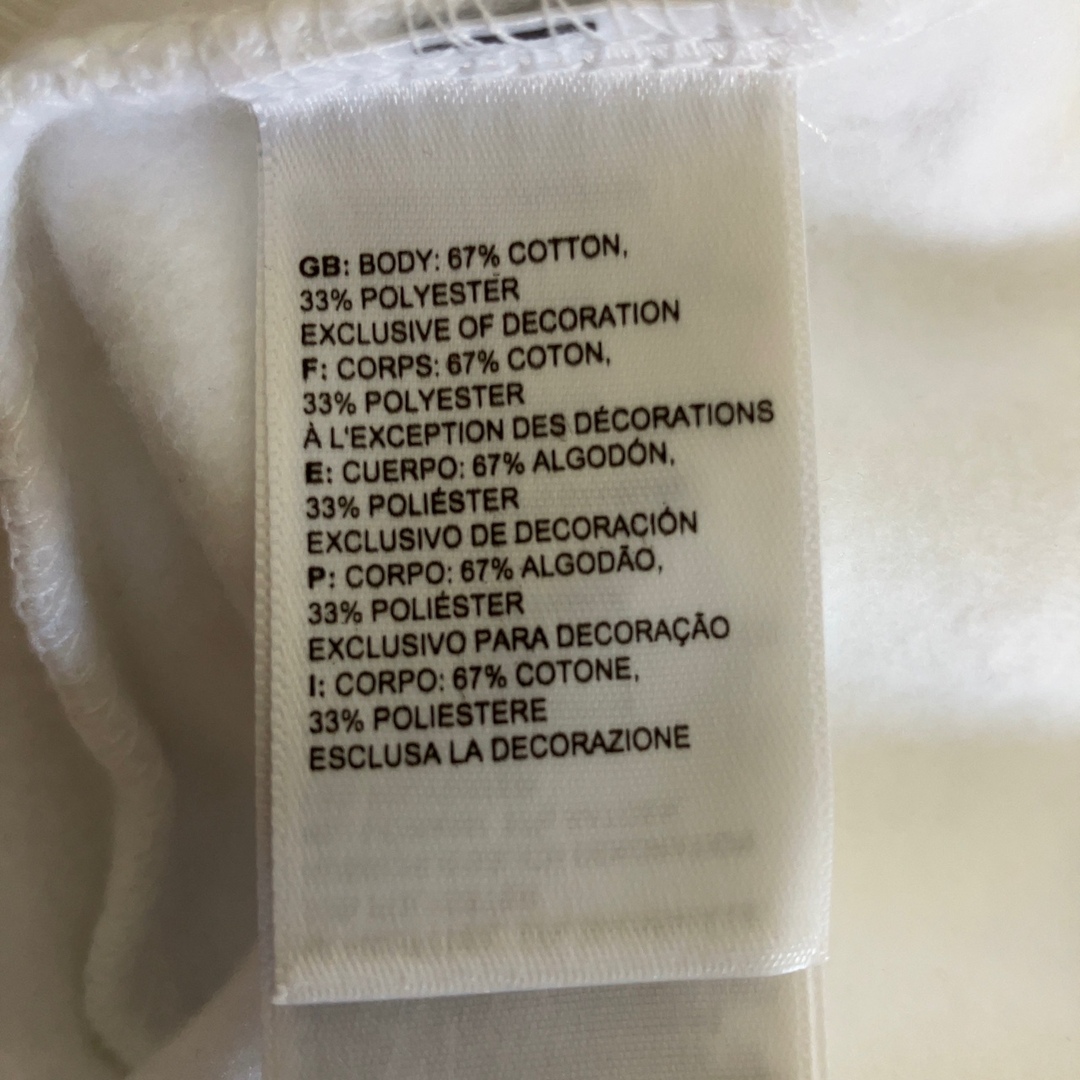 GB: BODY: 67% COTTON,
33% POLYESTER
EXCLUSIVE OF DECORATION
F: CORPS: 67% COTON,
33% POLYESTER
À L'EXCEPTION DES DÉCORATIONS
E: CUERPO: 67% ALGODÓN,
33% POLIÉSTER
EXCLUSIVO DE DECORACIÓN
P: CORPO: 67% ALGODÃO,
33% POLIÉSTER
EXCLUSIVO PARA DECORAÇÃO
I: CORPO: 67% COTONE,
33% POLIESTERE
ESCLUSA LA DECORAZIONE